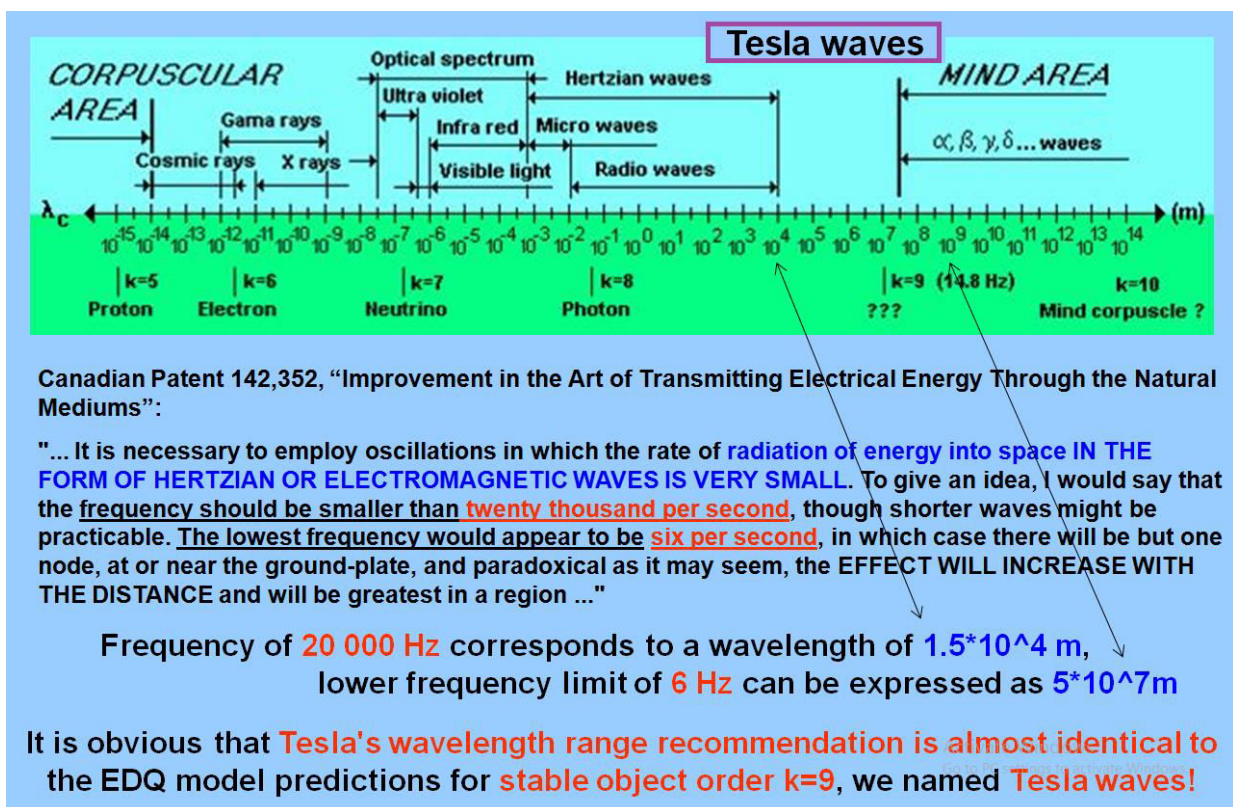 Tesla waves
CORPUSCULAR
AREA
Optical spectrum
Hertzian waves
MIND AREA
Ultra violet
Gama rays
Infra red
Micro waves
α, β, γ, δ... waves
Cosmic rays
X rays
Visible light
Radio waves
λc
(m)
10^-15 10^-14 10^-13 10^-12 10^-11 10^-10 10^-9 10^-8 10^-7 10^-6 10^-5 10^-4 10^-3 10^-2 10^-1 10^0 10^1 10^2 10^3 10^4 10^5 10^6 10^7 10^8 10^9 10^10 10^11 10^12 10^13 10^14
k=5 k=6 k=7 k=8 k=9 (14.8 Hz) k=10
Proton Electron Neutrino Photon ??? Mind corpuscle ?
Canadian Patent 142,352, “Improvement in the Art of Transmitting Electrical Energy Through the Natural
Mediums”:
"... It is necessary to employ oscillations in which the rate of radiation of energy into space IN THE
FORM OF HERTZIAN OR ELECTROMAGNETIC WAVES IS VERY SMALL. To give an idea, I would say that
the frequency should be smaller than twenty thousand per second, though shorter waves might be
practicable. The lowest frequency would appear to be six per second, in which case there will be but one
node, at or near the ground-plate, and paradoxical as it may seem, the EFFECT WILL INCREASE WITH
THE DISTANCE and will be greatest in a region ..."
Frequency of 20 000 Hz corresponds to a wavelength of 1.5*10^4 m,
lower frequency limit of 6 Hz can be expressed as 5*10^7m
It is obvious that Tesla's wavelength range recommendation is almost identical to
the EDQ model predictions for stable object order k=9, we named Tesla waves!
Go to PC settings to activate Windows.